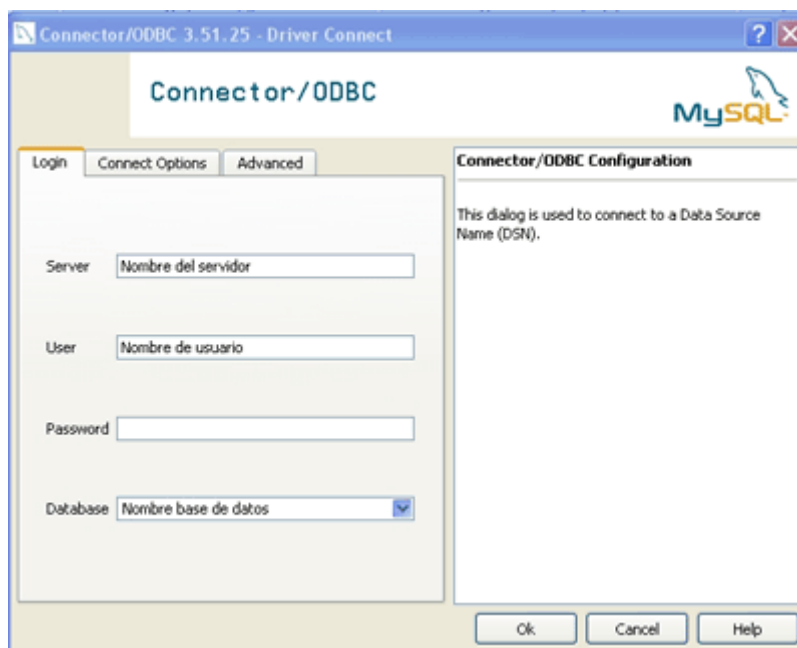 Connector/ODBC 3.51.25 - Driver Connect
Connector/ODBC
MySQL
Login
Connect Options
Advanced
Server
Nombre del servidor
User
Nombre de usuario
Password
Database
Nombre base de datos
Connector/ODBC Configuration
This dialog is used to connect to a Data Source
Name (DSN).
Ok
Cancel
Help